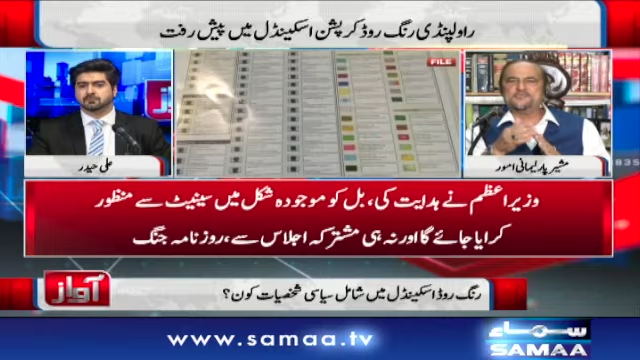 راولپنڈی رنگ روڈ کرپشن اسکینڈل میں پیش رفت
FILE
علی حیدر
مشیر پارلیمانی امور
وزیراعظم نے ہدایت کی، بل کو موجودہ شکل میں سینیٹ سے منظور
کرایا جائے گا اور نہ ہی مشترکہ اجلاس سے، روزنامہ جنگ
آواز
رنگ روڈ اسکینڈل میں شامل سیاسی شخصیات کون؟
www.samaa.tv
سماء
SAMAA